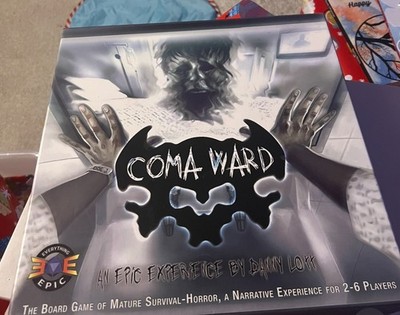 Happy
COMA WARD
AN EPIC EXPERIENCE BY DANNY LOTT
EVERYTHING
EPIC
THE BOARD GAME OF MATURE SURVIVAL-HORROR, A NARRATIVE EXPERIENCE FOR 2-6 PLAYERS